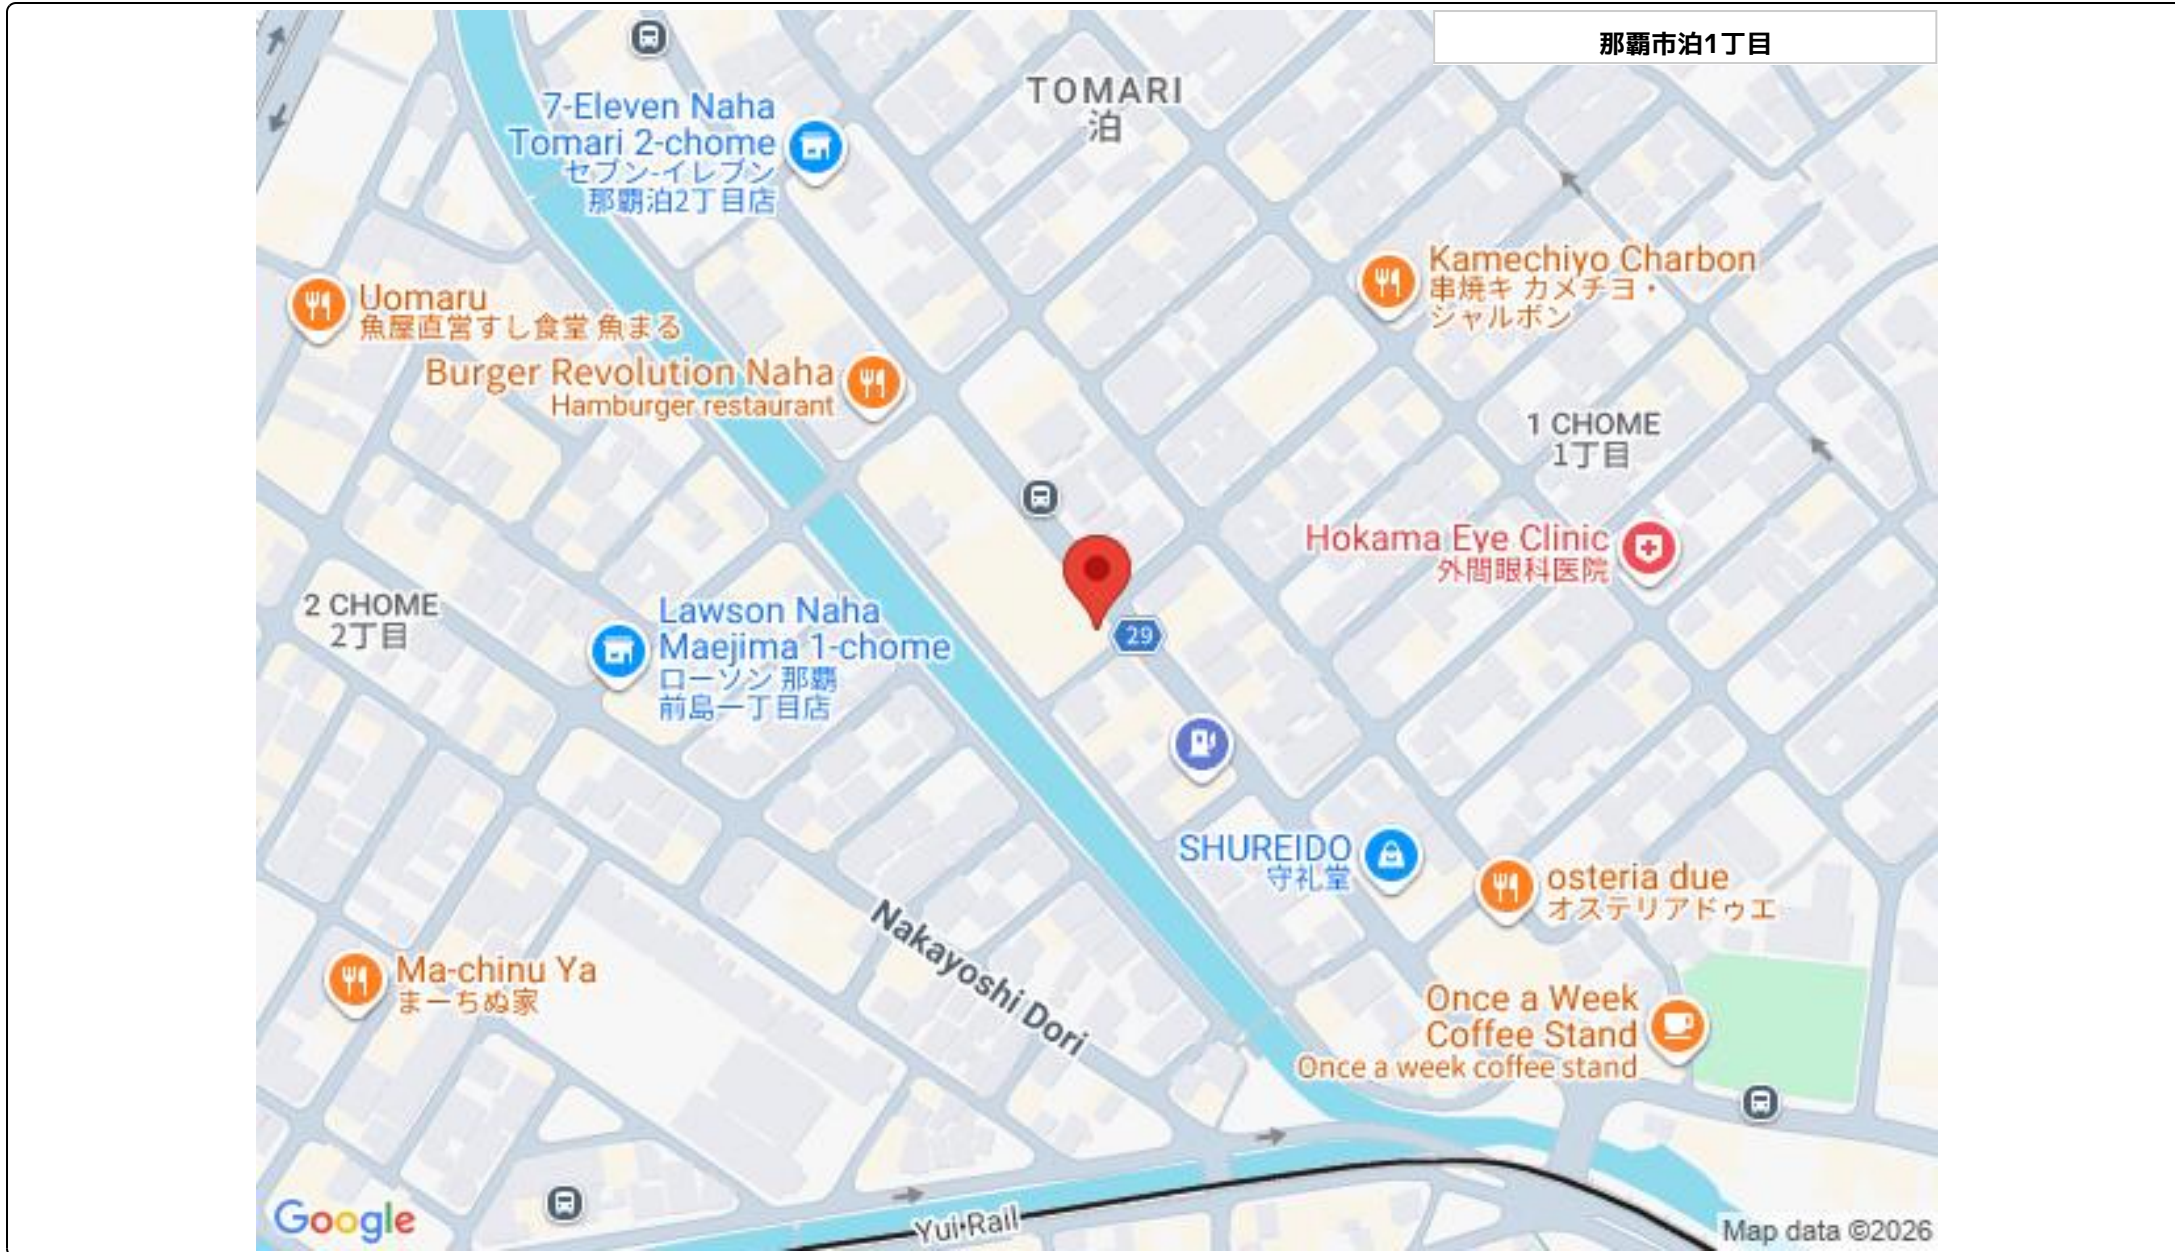 那覇市泊1丁目
TOMARI
泊
7-Eleven Naha
Tomari 2-chome
セブン-イレブン
那覇泊2丁目店
Kamechiyo Charbon
串焼キ カメチヨ・
シャルボン
Uomaru
魚屋直営すし食堂 魚まる
Burger Revolution Naha
Hamburger restaurant
1 CHOME
1丁目
Hokama Eye Clinic
外間眼科医院
2 CHOME
2丁目
Lawson Naha
Maejima 1-chome
ローソン 那覇
前島一丁目店
29
SHUREIDO
守礼堂
osteria due
オステリアドゥエ
Nakayoshi Dori
Ma-chinu Ya
まーちぬ家
Once a Week
Coffee Stand
Once a week coffee stand
Yui-Rail
Google
Map data ©2026